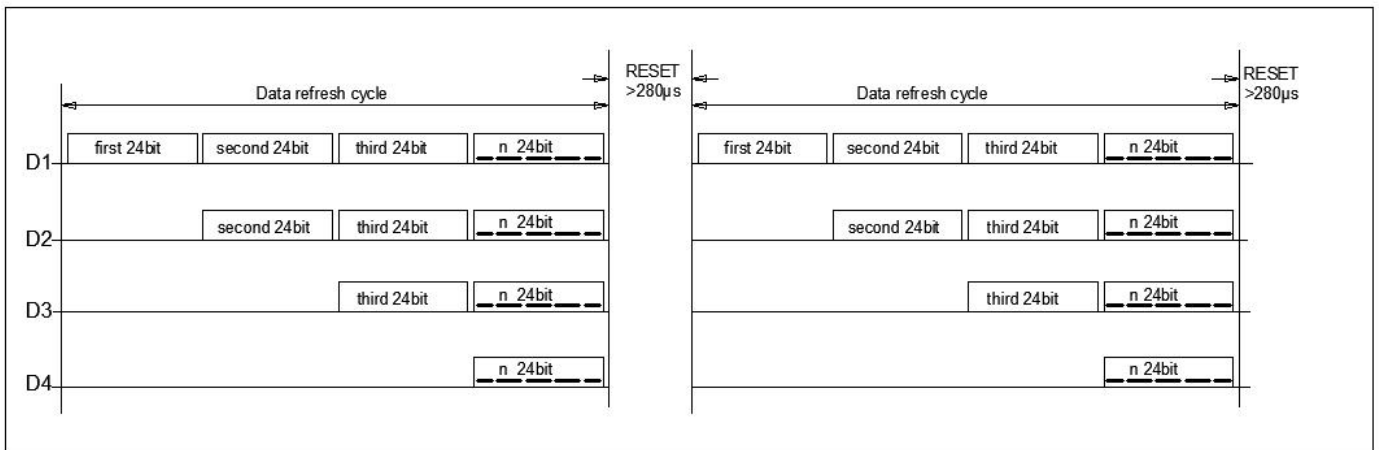 RESET
>280μs
RESET
>280μs
Data refresh cycle
Data refresh cycle
D1 first 24bit second 24bit third 24bit n 24bit first 24bit second 24bit third 24bit n 24bit
D2 second 24bit third 24bit n 24bit second 24bit third 24bit n 24bit
D3 third 24bit n 24bit third 24bit n 24bit
D4 n 24bit n 24bit